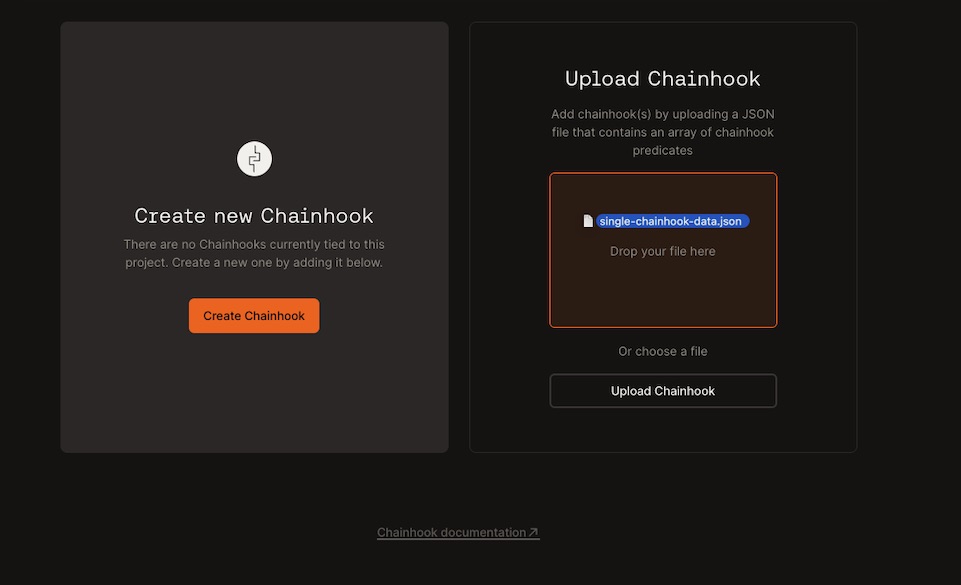 Create new Chainhook
There are no Chainhooks currently tied to this
project. Create a new one by adding it below.
Create Chainhook
Upload Chainhook
Add chainhook(s) by uploading a JSON
file that contains an array of chainhook
predicates
single-chainhook-data.json
Drop your file here
Or choose a file
Upload Chainhook
Chainhook documentation